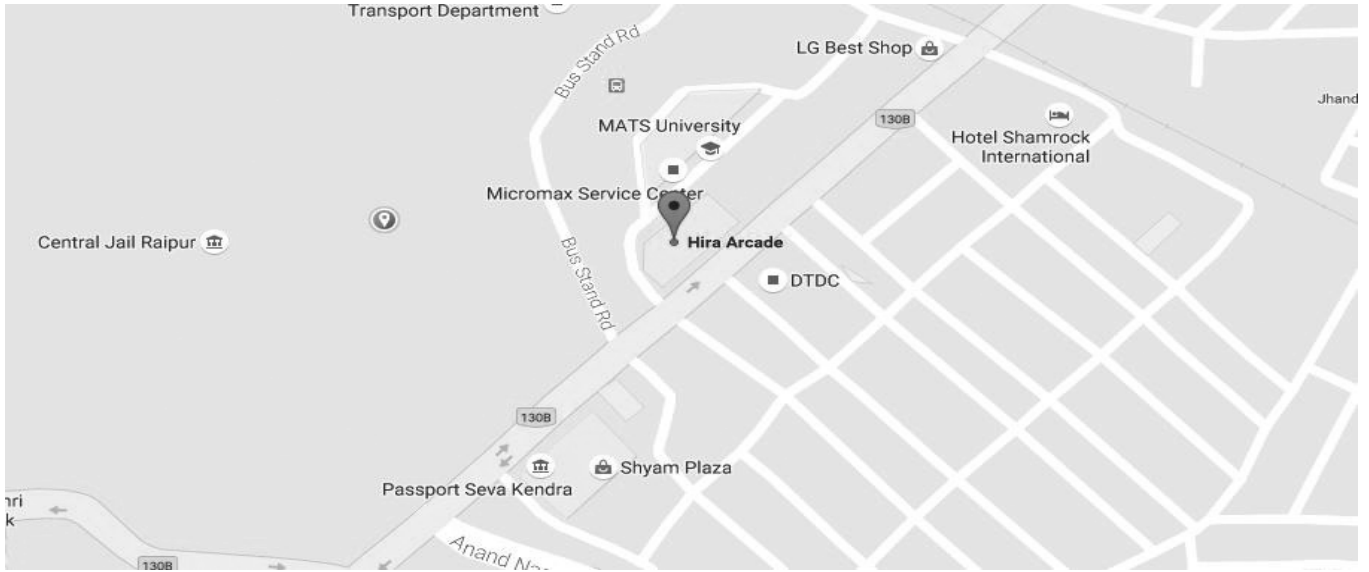 Transport Department
Bus Stand Rd
LG Best Shop
Jhand
130B
MATS University
Hotel Shamrock
International
Micromax Service Center
Central Jail Raipur
Hira Arcade
Bus Stand Rd
DTDC
130B
Shyam Plaza
Passport Seva Kendra
Anand
130B